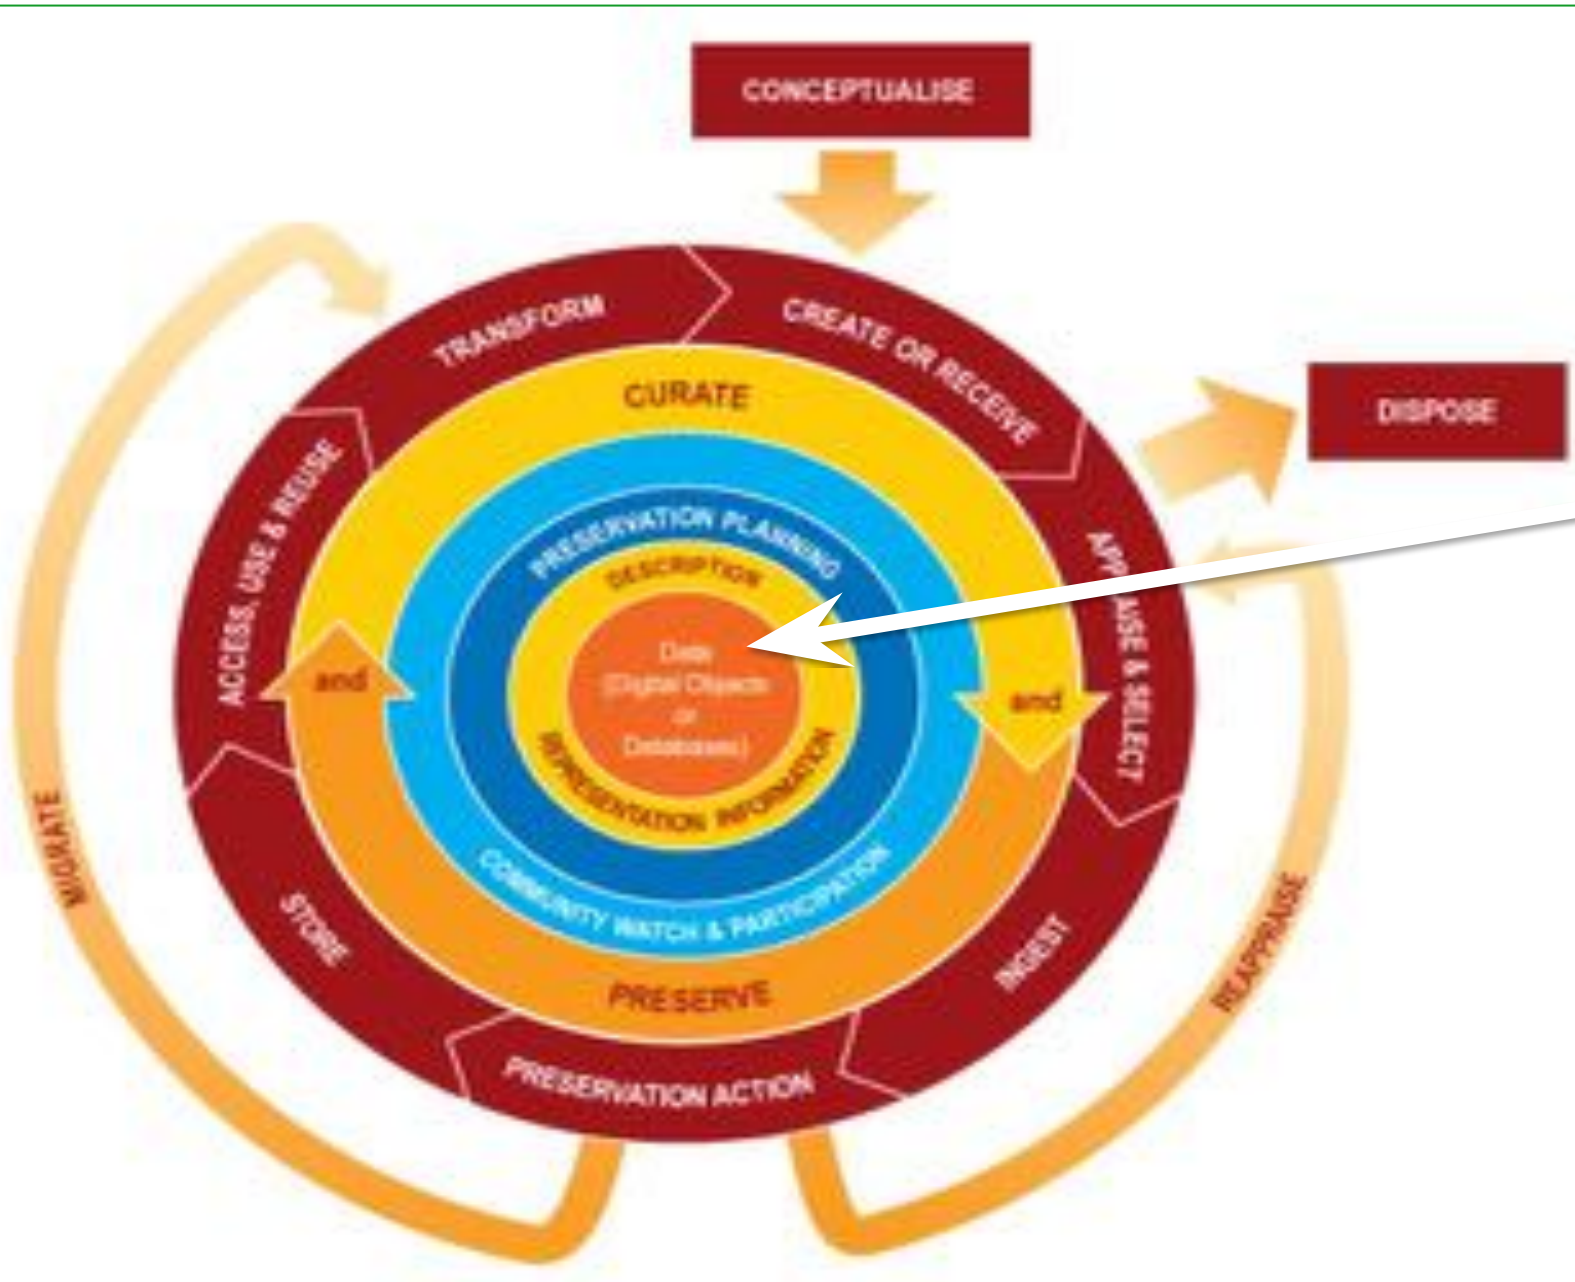 CONCEPTUALISE
TRANSFORM
CREATE OR RECEIVE
DISPOSE
CURATE
ACCESS, USE & REUSE
PRESERVATION PLANNING
DESCRIPTION
APPRAISE & SELECT
Data
(Digital Objects
or
Databases)
and
and
REPRESENTATION INFORMATION
COMMUNITY WATCH & PARTICIPATION
MIGRATE
STORE
INGEST
REAPPRAISE
PRESERVE
PRESERVATION ACTION